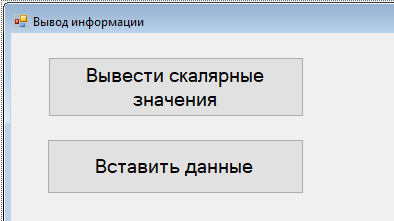 Вывод информации
Вывести скалярные
значения
Вставить данные